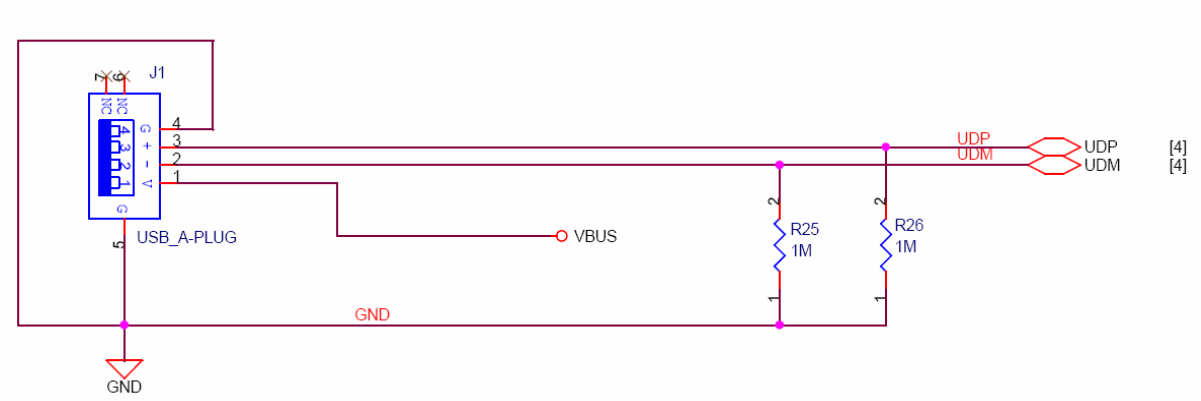 J1
7
6
NC
NC
4
3
2
1
G
+
-
V
G
4
3
2
1
5
USB_A-PLUG
UDP
UDM
UDP
[4]
UDM
[4]
VBUS
2
R25
1M
1
2
R26
1M
1
GND
GND